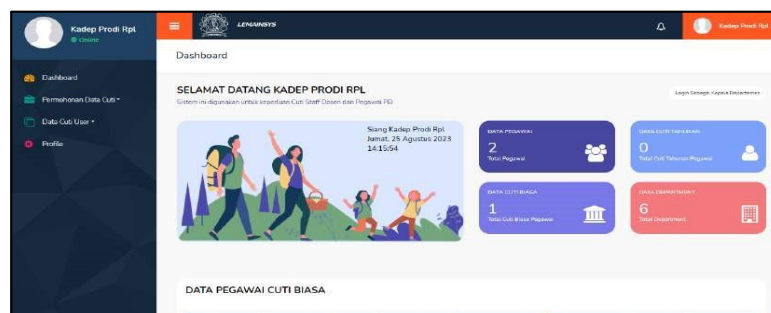 Kadep Prodi Rpl
Online
Dashboard
Permohonan Data Cuti
Data Cuti User
Profile
LEMAINSYS
Kadep Prodi Rpl
Dashboard
SELAMAT DATANG KADEP PRODI RPL
Sistem ini digunakan untuk keperluan Cuti Staff Dosen dan Pegawai
Login Sebagai Kepala Departemen
Siang Kadep Prodi Rpl
Jumat, 25 Agustus 2023
14:15:54
DATA PEGAWAI
2
Total Pegawai
DATA CUTI TAHUNAN
0
Total Cuti Tahunan Pegawai
DATA CUTI BIASA
1
Total Cuti Biasa Pegawai
DATA DEPARTMENT
6
Total Department
DATA PEGAWAI CUTI BIASA